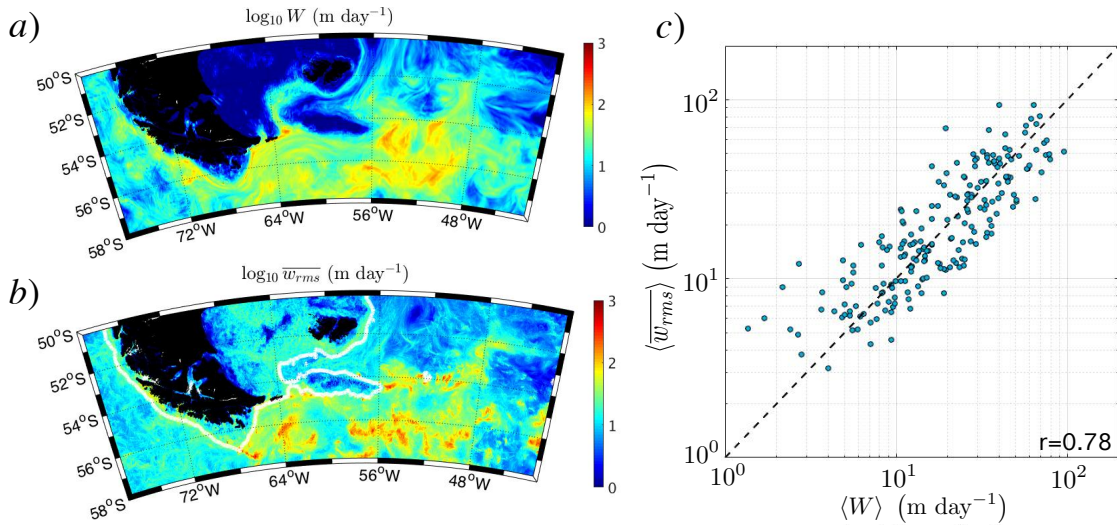 a)
log₁₀ W (m day⁻¹)
50°S
52°S
54°S
56°S
58°S
72°W
64°W
56°W
48°W
3
2
1
0
b)
log₁₀ w̅r̅m̅s̅ (m day⁻¹)
50°S
52°S
54°S
56°S
58°S
72°W
64°W
56°W
48°W
3
2
1
0
c)
⟨w̅r̅m̅s̅⟩ (m day⁻¹)
10²
10¹
10⁰
10⁰ 10¹ 10²
r=0.78
⟨W⟩ (m day⁻¹)